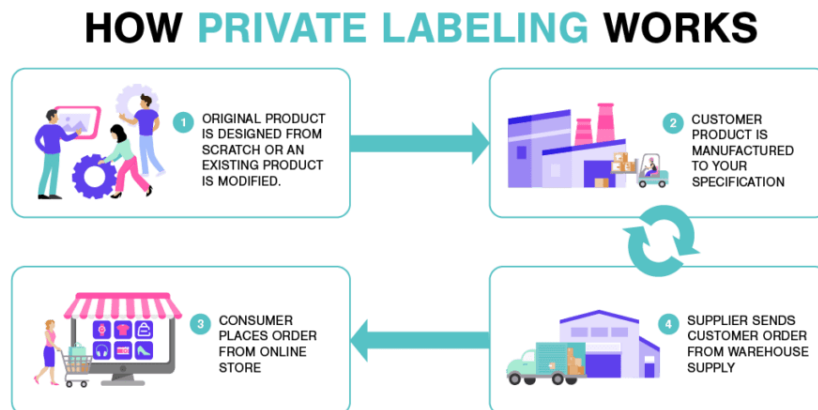 HOW PRIVATE LABELING WORKS
1
ORIGINAL PRODUCT
IS DESIGNED FROM
SCRATCH OR AN
EXISTING PRODUCT
IS MODIFIED.
2
CUSTOMER
PRODUCT IS
MANUFACTURED
TO YOUR
SPECIFICATION
3
CONSUMER
PLACES ORDER
FROM ONLINE
STORE
4
SUPPLIER SENDS
CUSTOMER ORDER
FROM WAREHOUSE
SUPPLY